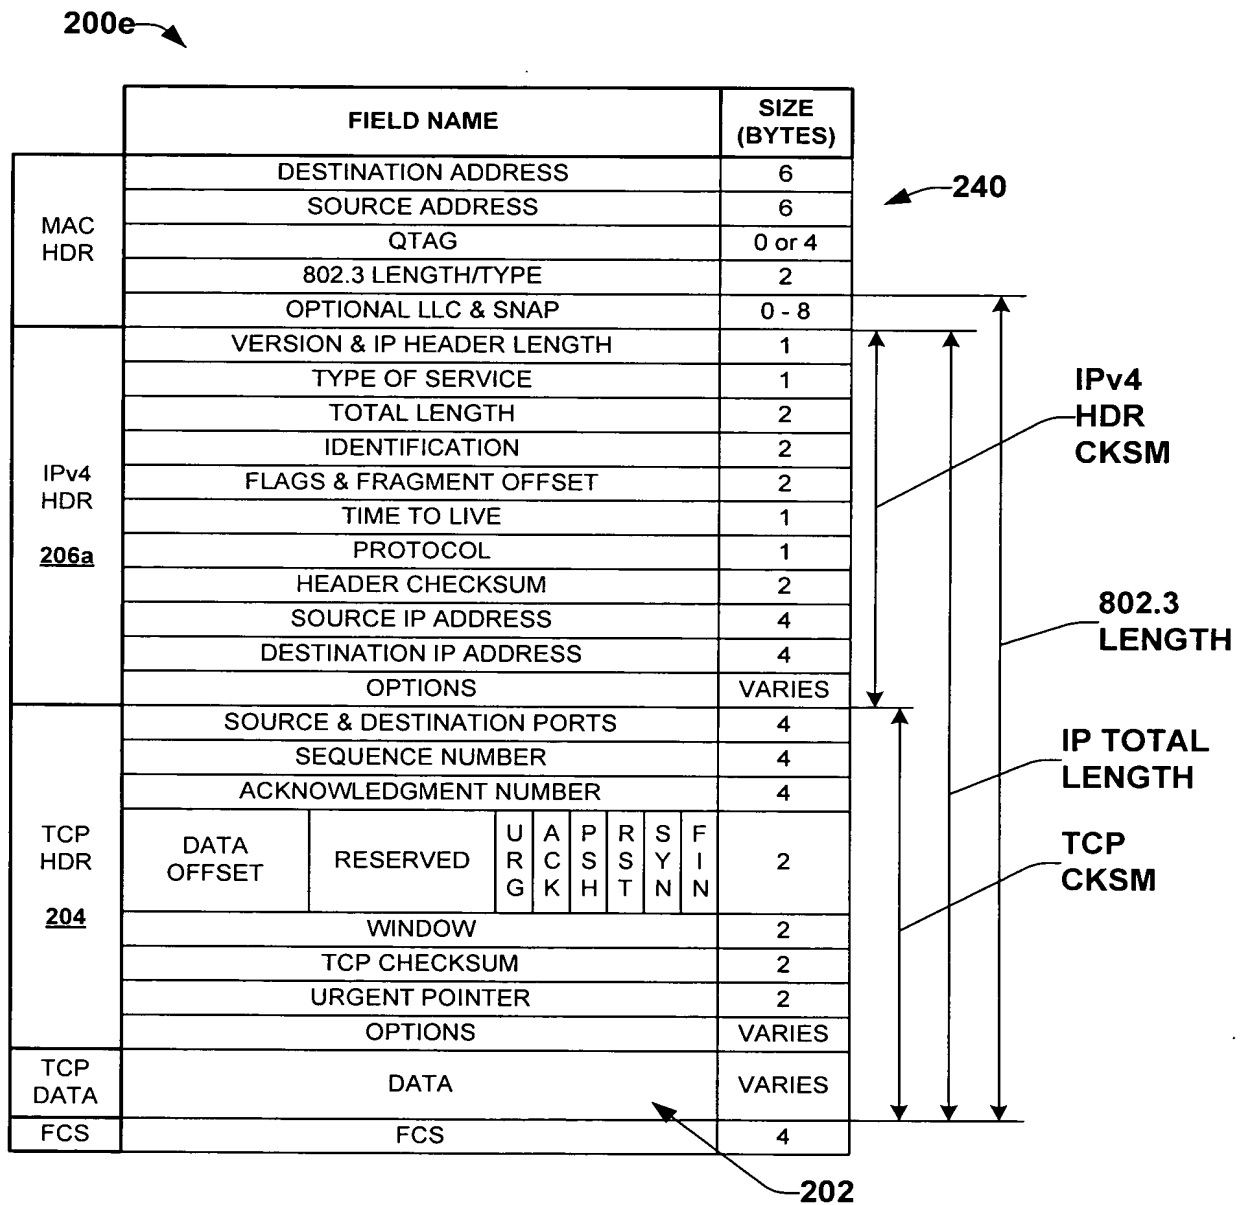 200e
FIELD NAME
SIZE
(BYTES)
MAC
HDR
DESTINATION ADDRESS 6
SOURCE ADDRESS 6
QTAG 0 or 4
802.3 LENGTH/TYPE 2
OPTIONAL LLC & SNAP 0 - 8
240
IPv4
HDR
206a
VERSION & IP HEADER LENGTH 1
TYPE OF SERVICE 1
TOTAL LENGTH 2
IDENTIFICATION 2
FLAGS & FRAGMENT OFFSET 2
TIME TO LIVE 1
PROTOCOL 1
HEADER CHECKSUM 2
SOURCE IP ADDRESS 4
DESTINATION IP ADDRESS 4
OPTIONS VARIES
TCP
HDR
204
SOURCE & DESTINATION PORTS 4
SEQUENCE NUMBER 4
ACKNOWLEDGMENT NUMBER 4
DATA
OFFSET
RESERVED
URG
ACK
PSH
RST
SYN
FIN
2
WINDOW 2
TCP CHECKSUM 2
URGENT POINTER 2
OPTIONS VARIES
TCP
DATA
DATA VARIES
FCS FCS 4
IPv4
HDR
CKSM
802.3
LENGTH
IP TOTAL
LENGTH
TCP
CKSM
202